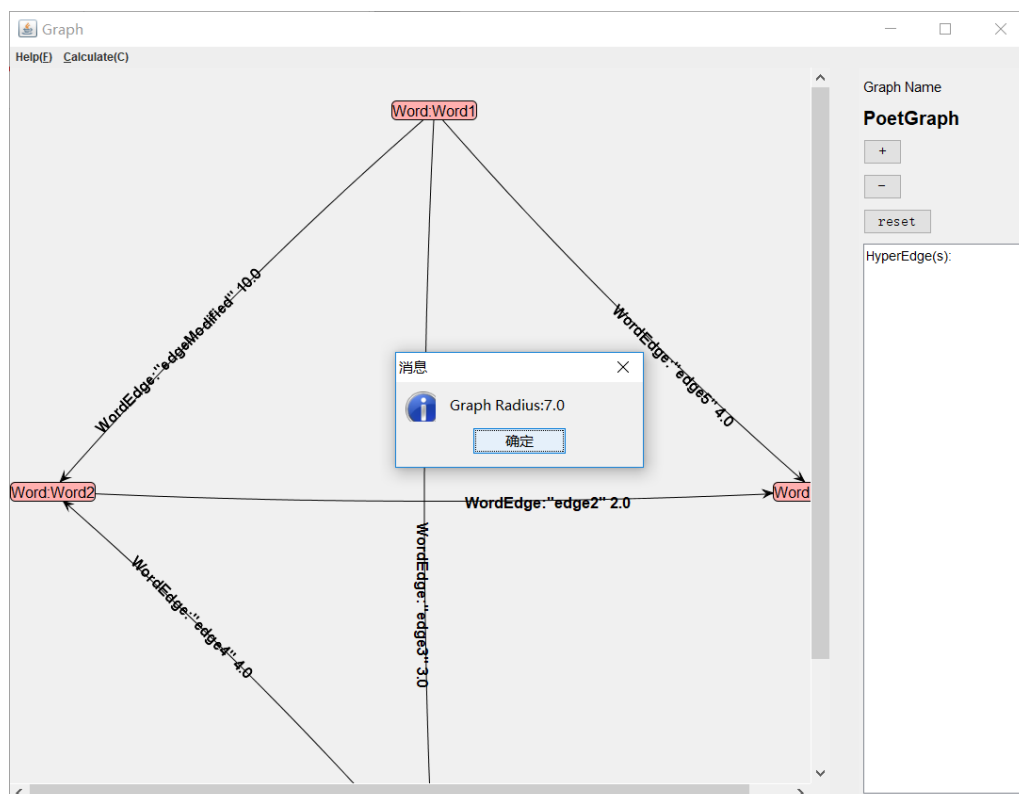 Graph
Help(F) Calculate(C)
Graph Name
PoetGraph
+
-
reset
HyperEdge(s):
Word:Word1
WordEdge:"edgeModified" 10.0
WordEdge:"edge5" 4.0
消息
Graph Radius:7.0
确定
Word:Word2
WordEdge:"edge2" 2.0
Word
WordEdge:"edge3" 3.0
WordEdge:"edge4" 4.0